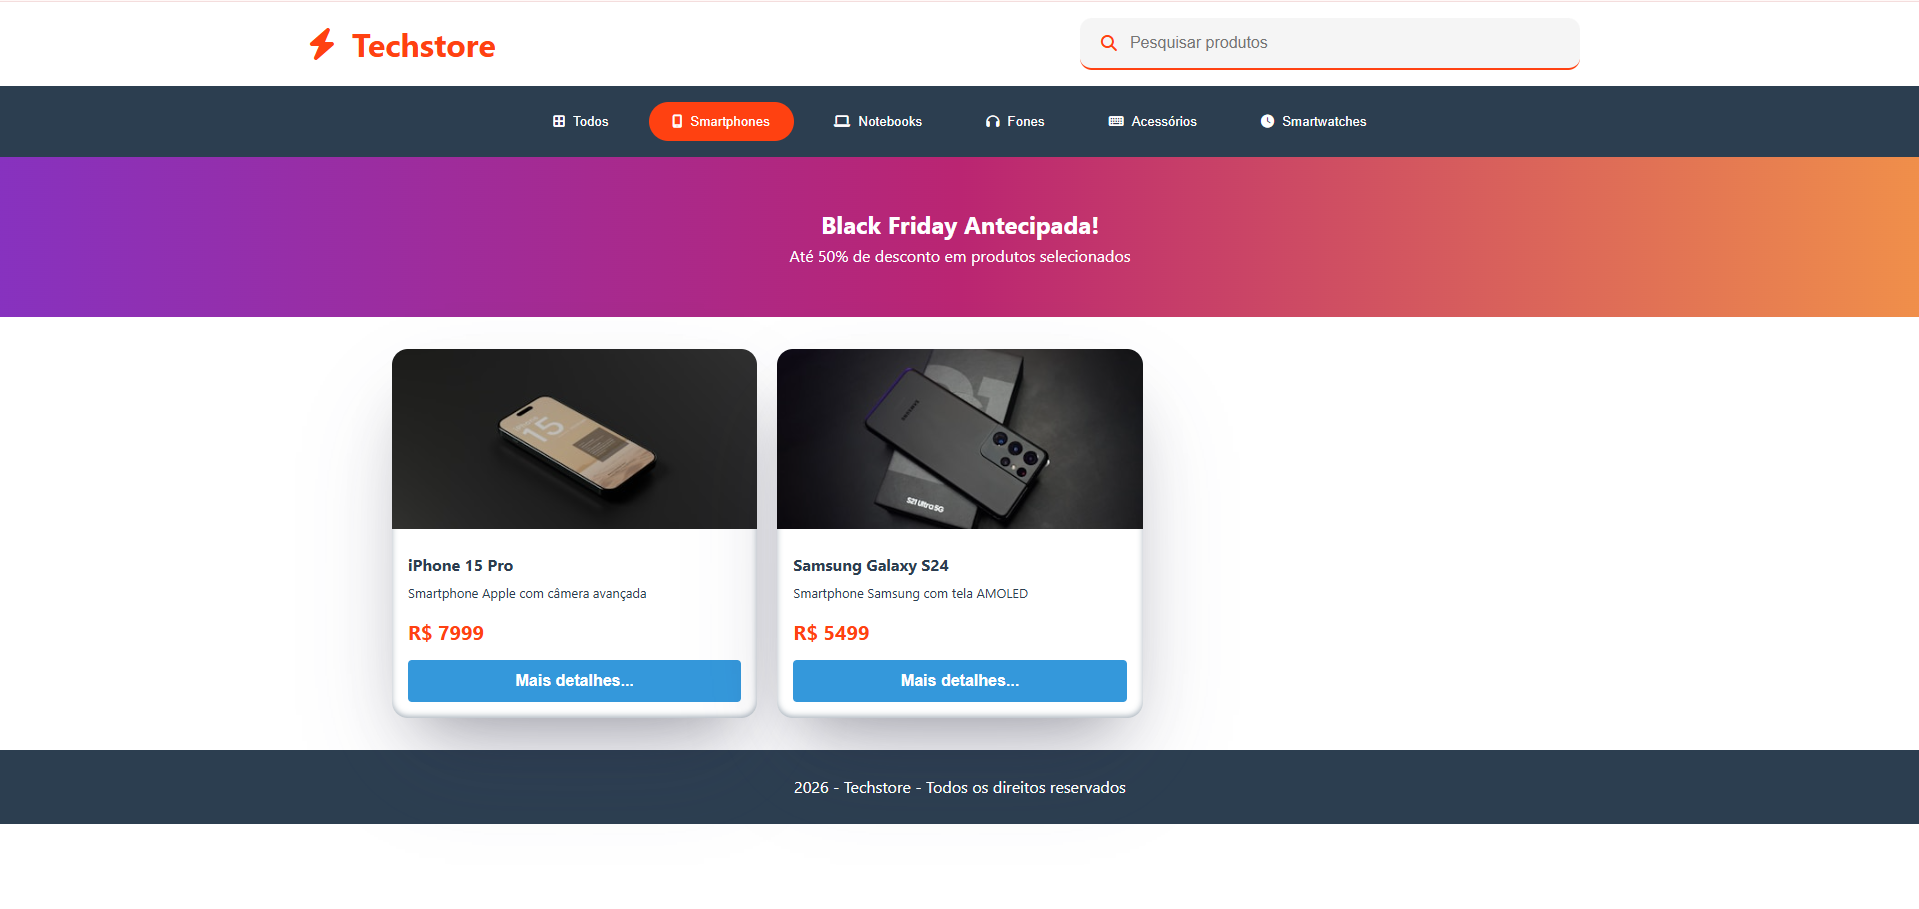 Techstore
Pesquisar produtos
Todos
Smartphones
Notebooks
Fones
Acessórios
Smartwatches
Black Friday Antecipada!
Até 50% de desconto em produtos selecionados
15
SAMSUNG
S21 Ultra 5G
iPhone 15 Pro
Smartphone Apple com câmera avançada
R$ 7999
Mais detalhes...
Samsung Galaxy S24
Smartphone Samsung com tela AMOLED
R$ 5499
Mais detalhes...
2026 - Techstore - Todos os direitos reservados